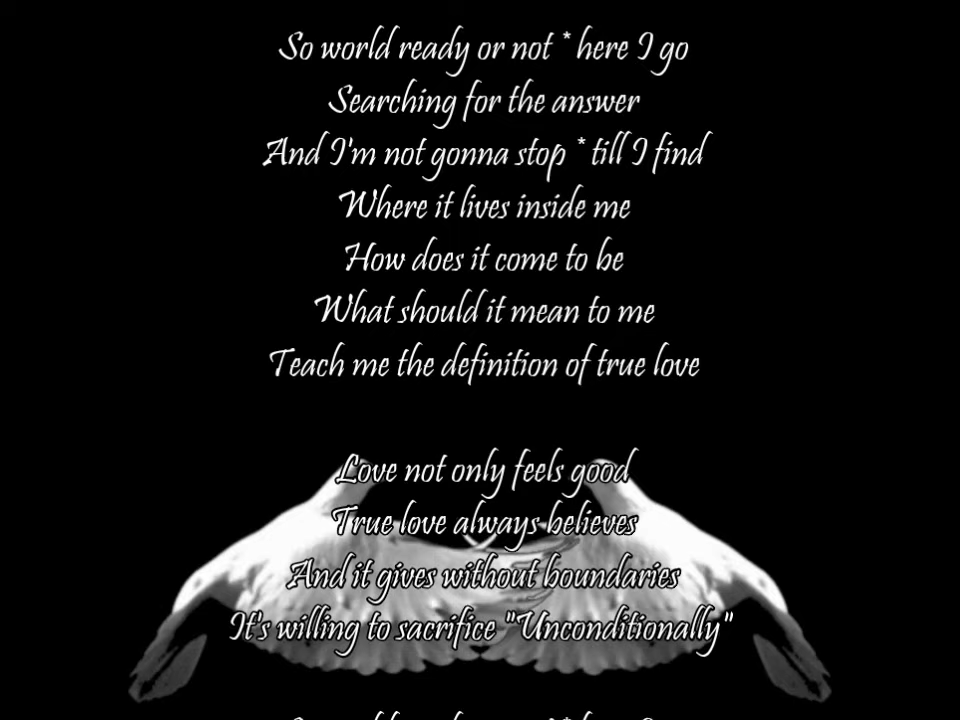 So world ready or not * here I go
Searching for the answer
And I'm not gonna stop * till I find
Where it lives inside me
How does it come to be
What should it mean to me
Teach me the definition of true love
Love not only feels good
True love always believes
And it gives without boundaries
It's willing to sacrifice "Unconditionally"